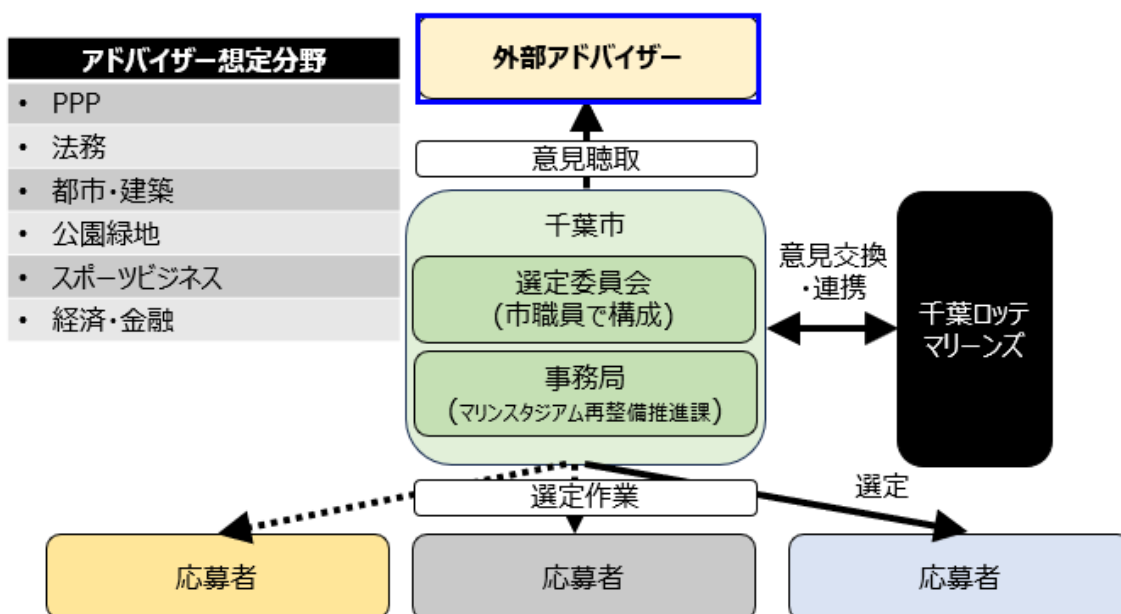 アドバイザー想定分野
• PPP
• 法務
• 都市・建築
• 公園緑地
• スポーツビジネス
• 経済・金融
外部アドバイザー
意見聴取
千葉市
選定委員会
(市職員で構成)
事務局
(マリンスタジアム再整備推進課)
意見交換
・連携
千葉ロッテ
マリーンズ
選定作業
選定
応募者
応募者
応募者